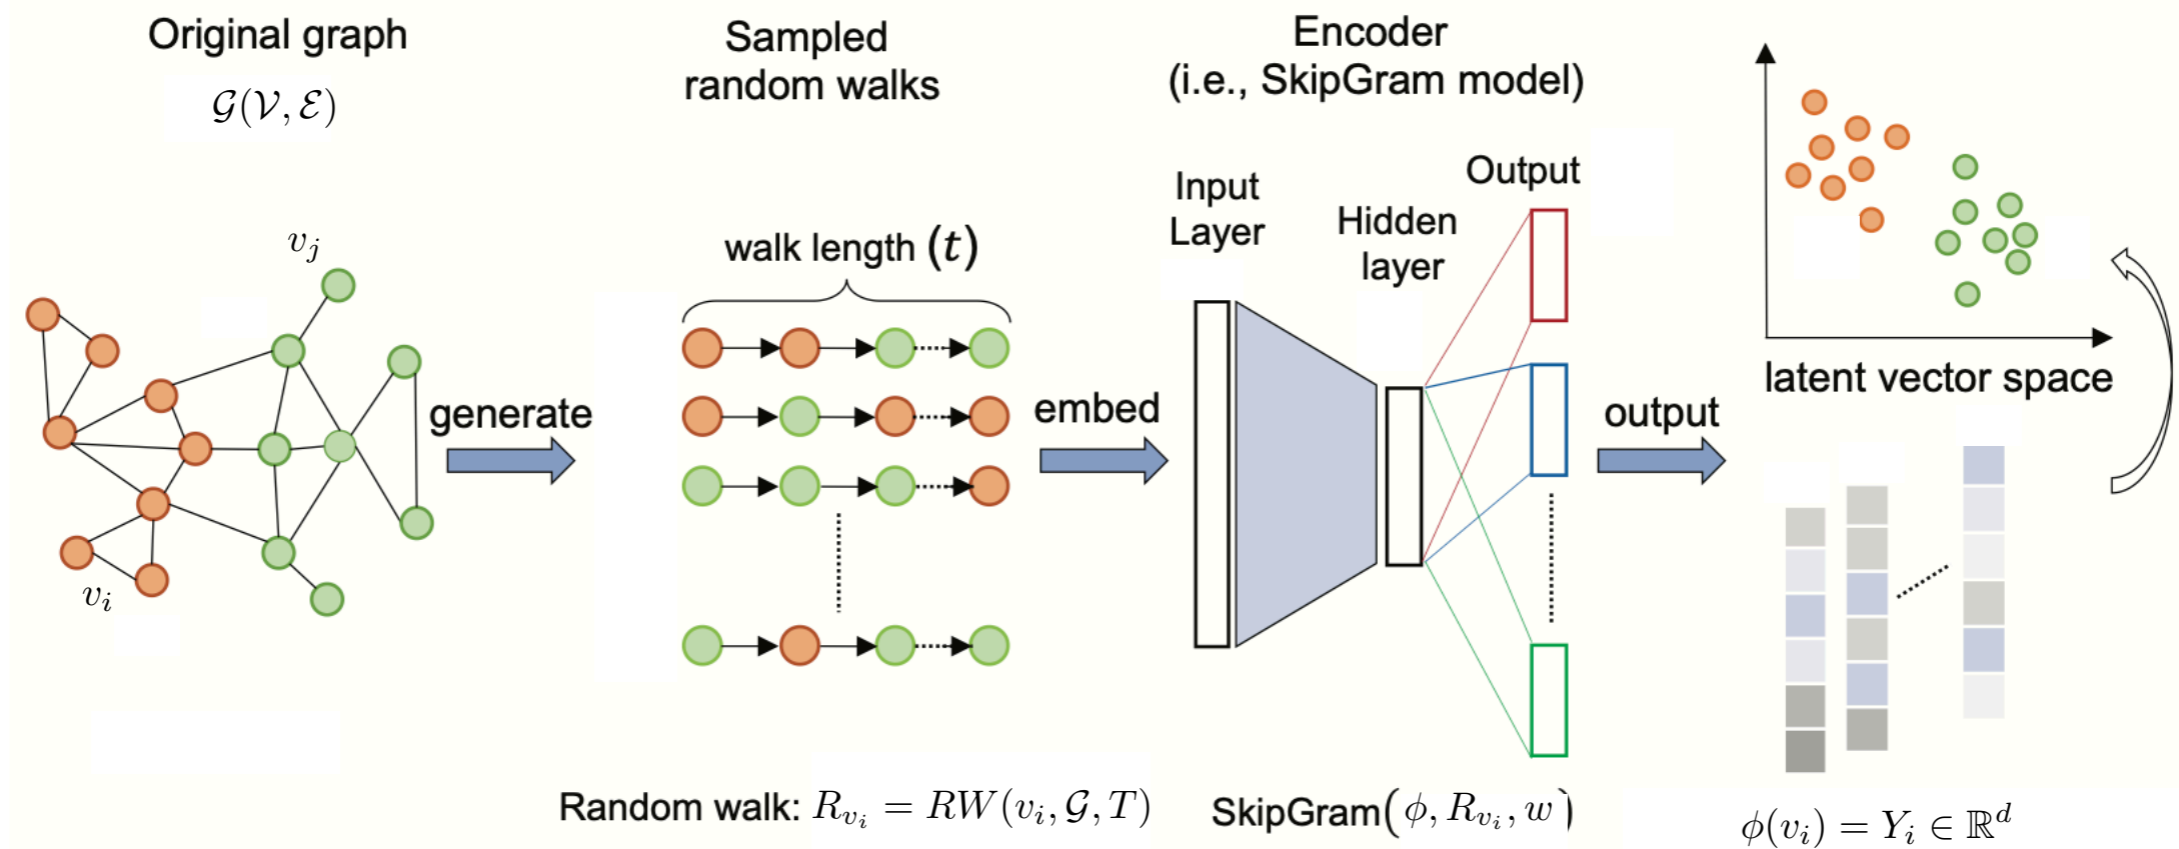 Original graph
𝒢(𝒱, ℰ)
Sampled
random walks
Encoder
(i.e., SkipGram model)
Output
Input
Layer
Hidden
layer
walk length (t)
v_j
generate
embed
output
latent vector space
v_i
Random walk: R_{v_i} = RW(v_i, 𝒢, T)
SkipGram(ϕ, R_{v_i}, w)
ϕ(v_i) = Y_i ∈ ℝ^d